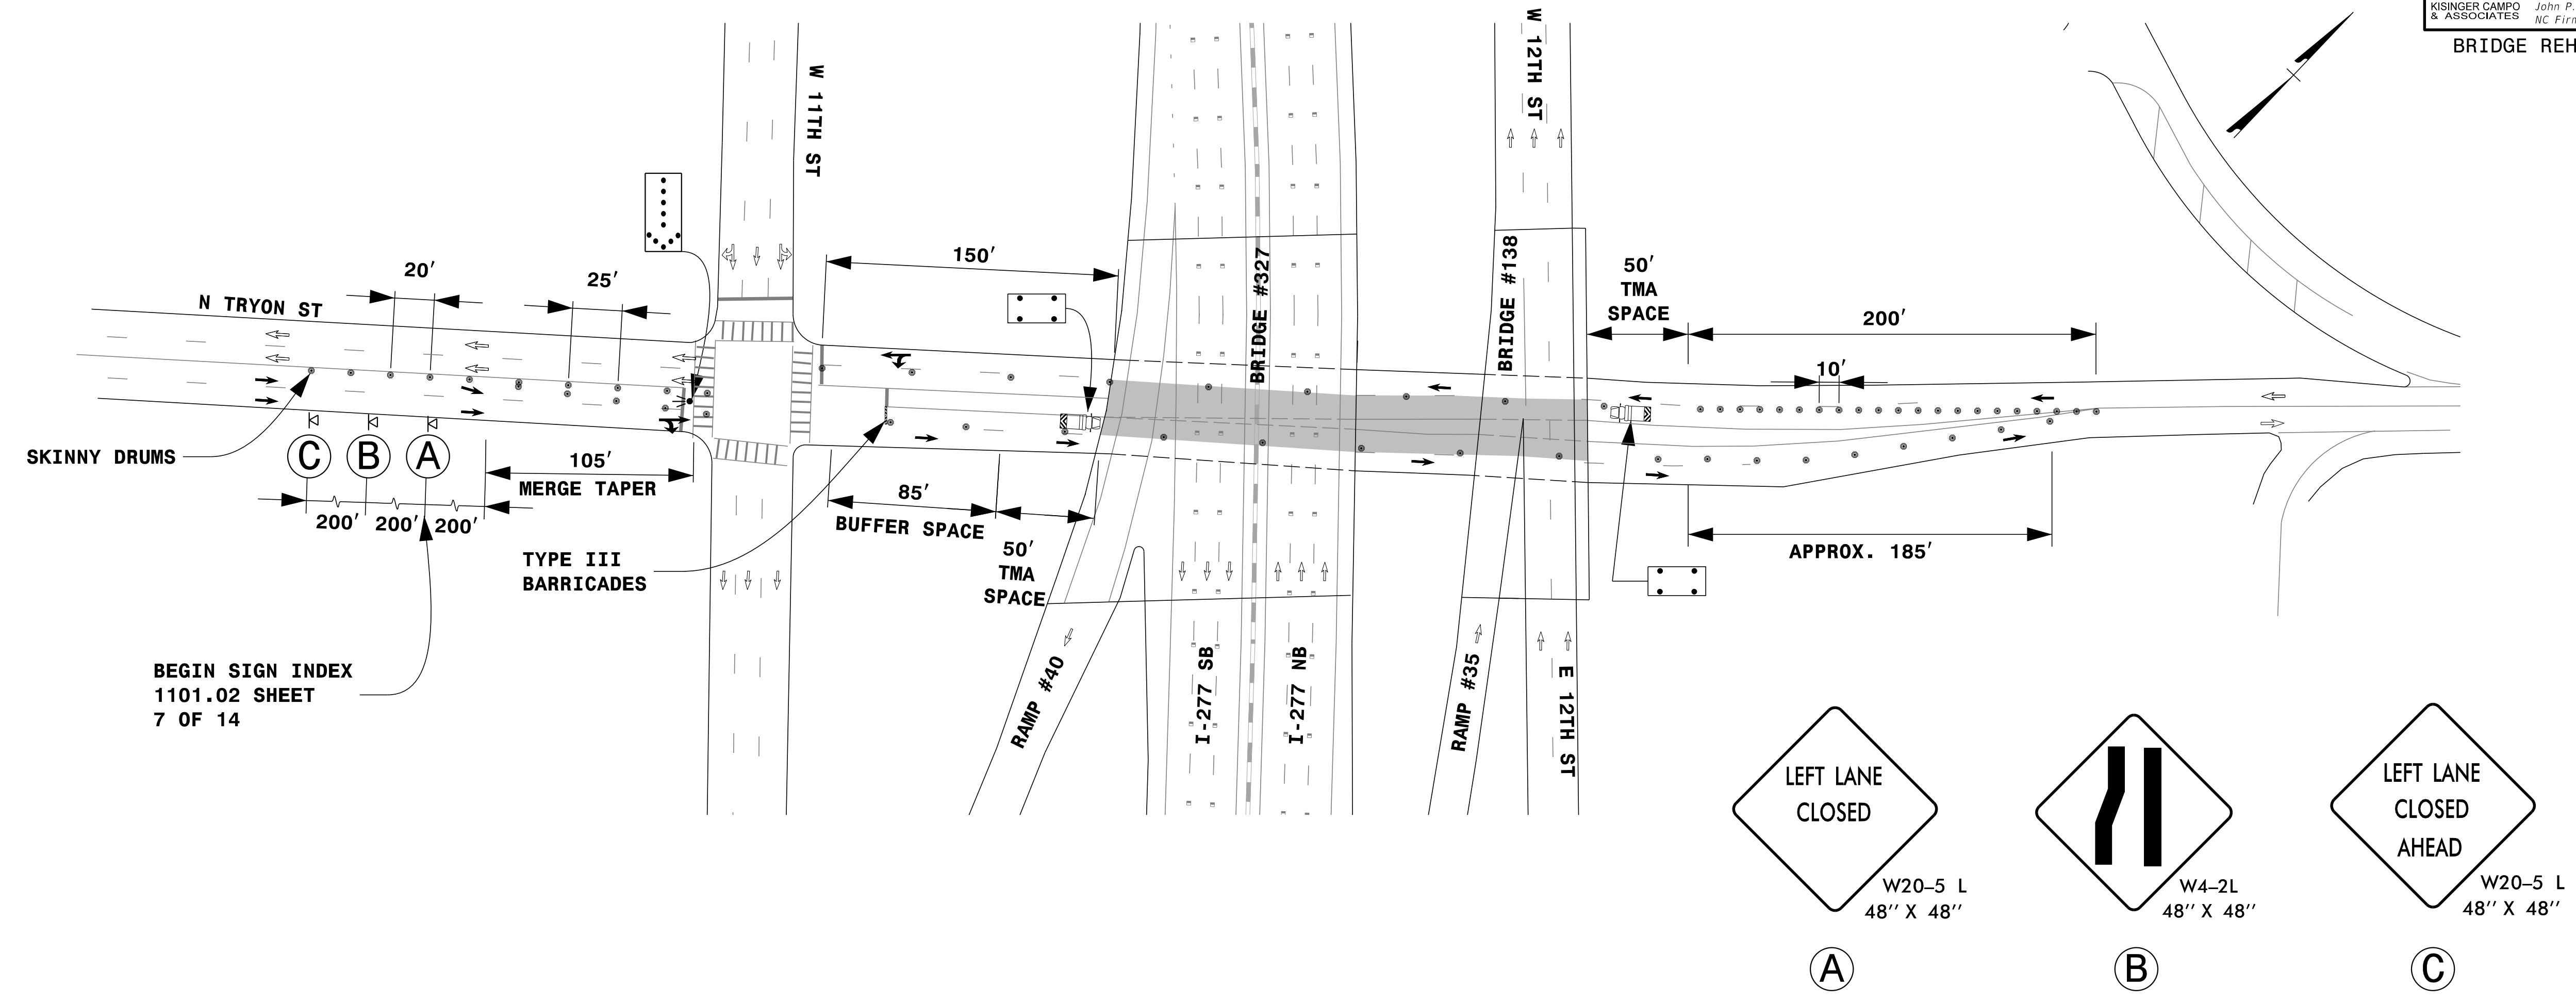 KISINGER CAMPO
& ASSOCIATES
John P.
NC Firm
BRIDGE REH
W 11TH ST
W 12TH ST
150'
20'
25'
N TRYON ST
BRIDGE #327
BRIDGE #138
50'
TMA
SPACE
200'
10'
SKINNY DRUMS
C
B
A
105'
MERGE TAPER
200'
200'
200'
85'
BUFFER SPACE
50'
TMA
SPACE
APPROX. 185'
TYPE III
BARRICADES
BEGIN SIGN INDEX
1101.02 SHEET
7 OF 14
RAMP #40
I-277 SB
I-277 NB
RAMP #35
E 12TH ST
LEFT LANE
CLOSED
W20-5 L
48'' X 48''
A
W4-2L
48'' X 48''
B
LEFT LANE
CLOSED
AHEAD
W20-5 L
48'' X 48''
C